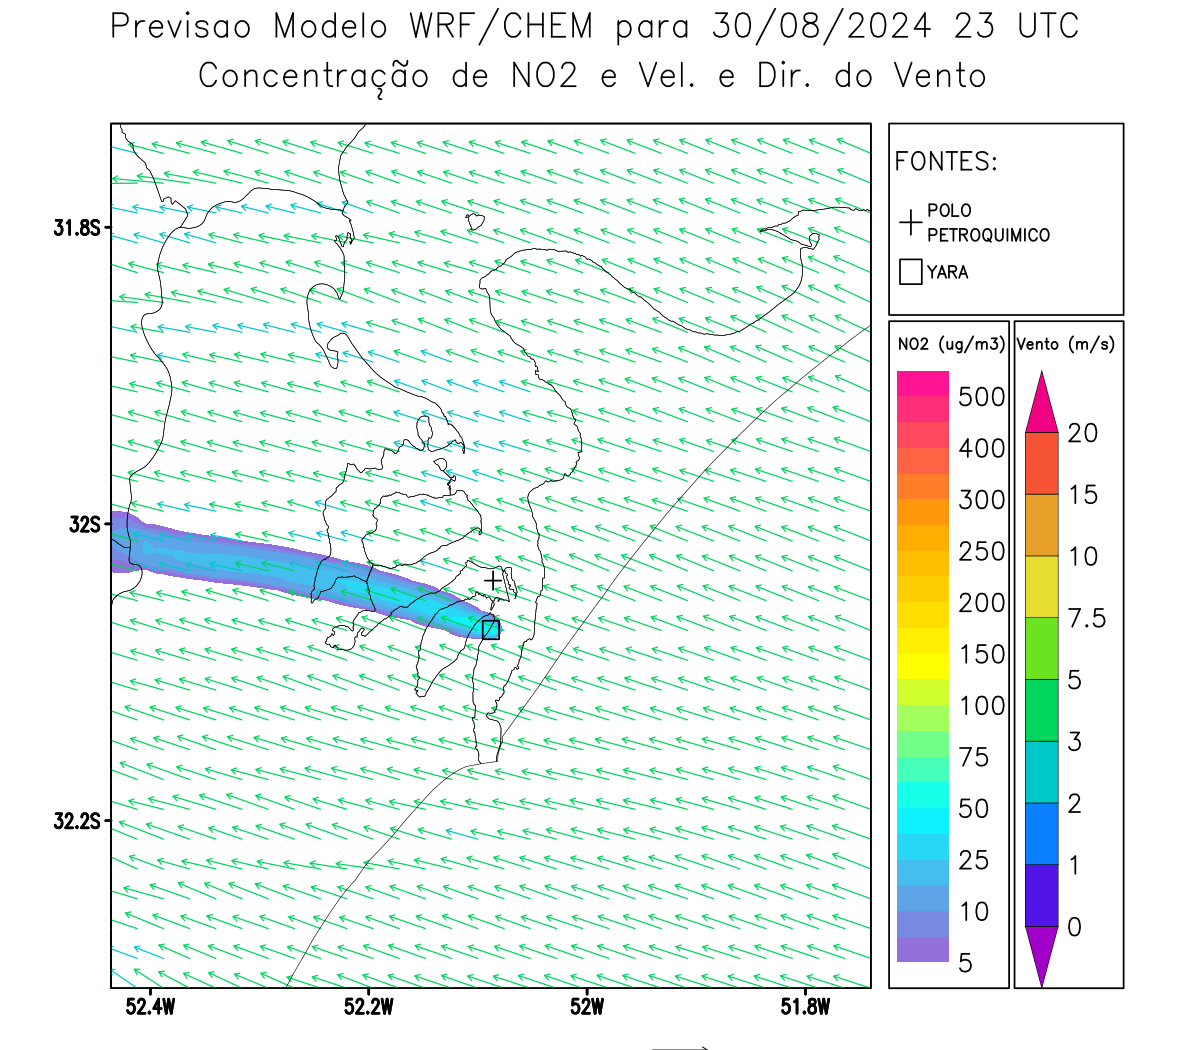 Previsao Modelo WRF/CHEM para 30/08/2024 23 UTC
Concentração de NO2 e Vel. e Dir. do Vento
FONTES:
POLO
PETROQUIMICO
YARA
NO2 (ug/m3)
500
400
300
250
200
150
100
75
50
25
10
5
Vento (m/s)
20
15
10
7.5
5
3
2
1
0
31.8S
32S
32.2S
52.4W
52.2W
52W
51.8W